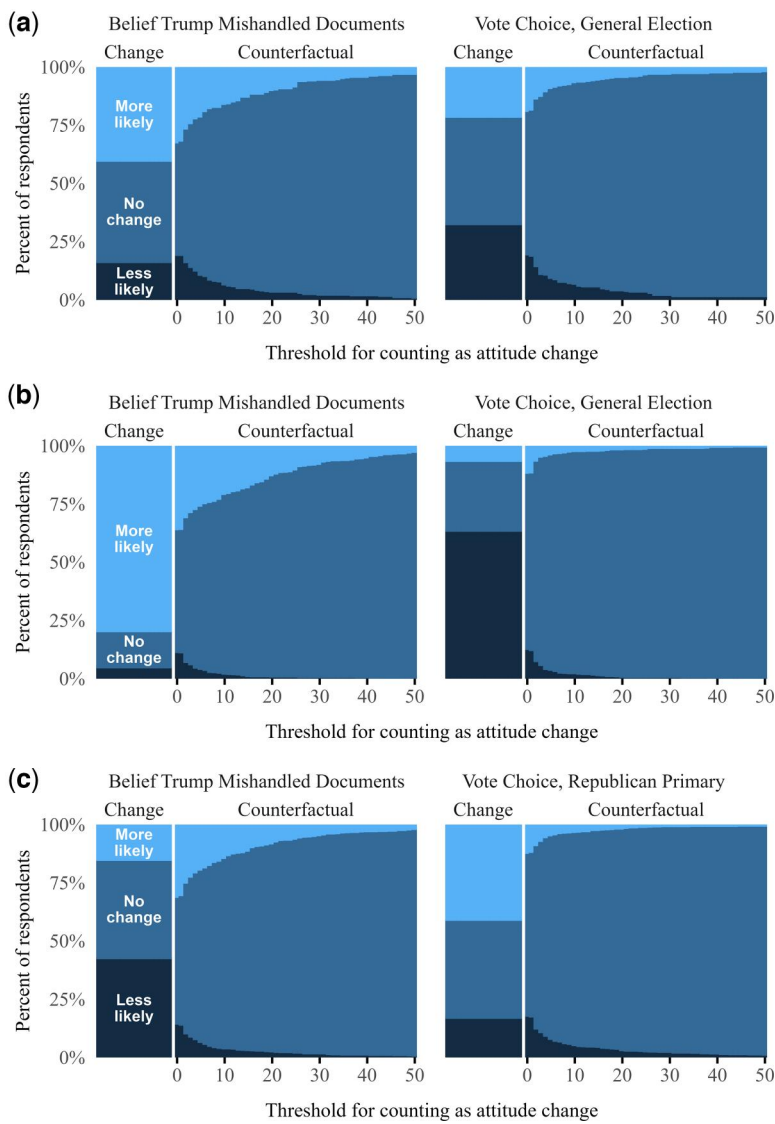 (a)
Belief Trump Mishandled Documents Vote Choice, General Election
Change Counterfactual Change Counterfactual
Percent of respondents
100%
75%
50%
25%
0%
More
likely
No
change
Less
likely
0 10 20 30 40 50 0 10 20 30 40 50
Threshold for counting as attitude change
(b)
Belief Trump Mishandled Documents Vote Choice, General Election
Change Counterfactual Change Counterfactual
Percent of respondents
100%
75%
50%
25%
0%
More
likely
No
change
0 10 20 30 40 50 0 10 20 30 40 50
Threshold for counting as attitude change
(c)
Belief Trump Mishandled Documents Vote Choice, Republican Primary
Change Counterfactual Change Counterfactual
Percent of respondents
100%
75%
50%
25%
0%
More
likely
No
change
Less
likely
0 10 20 30 40 50 0 10 20 30 40 50
Threshold for counting as attitude change